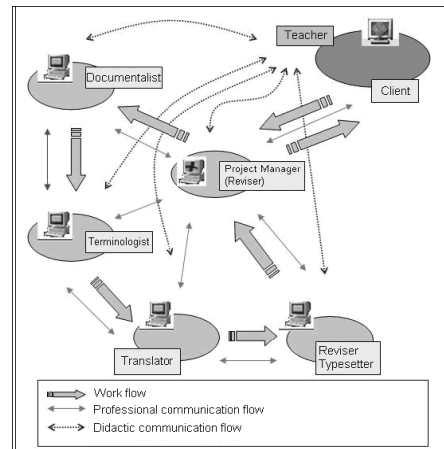 Teacher
Documentalist
Client
Project Manager
(Reviser)
Terminologist
Translator
Reviser
Typesetter
Work flow
Professional communication flow
Didactic communication flow